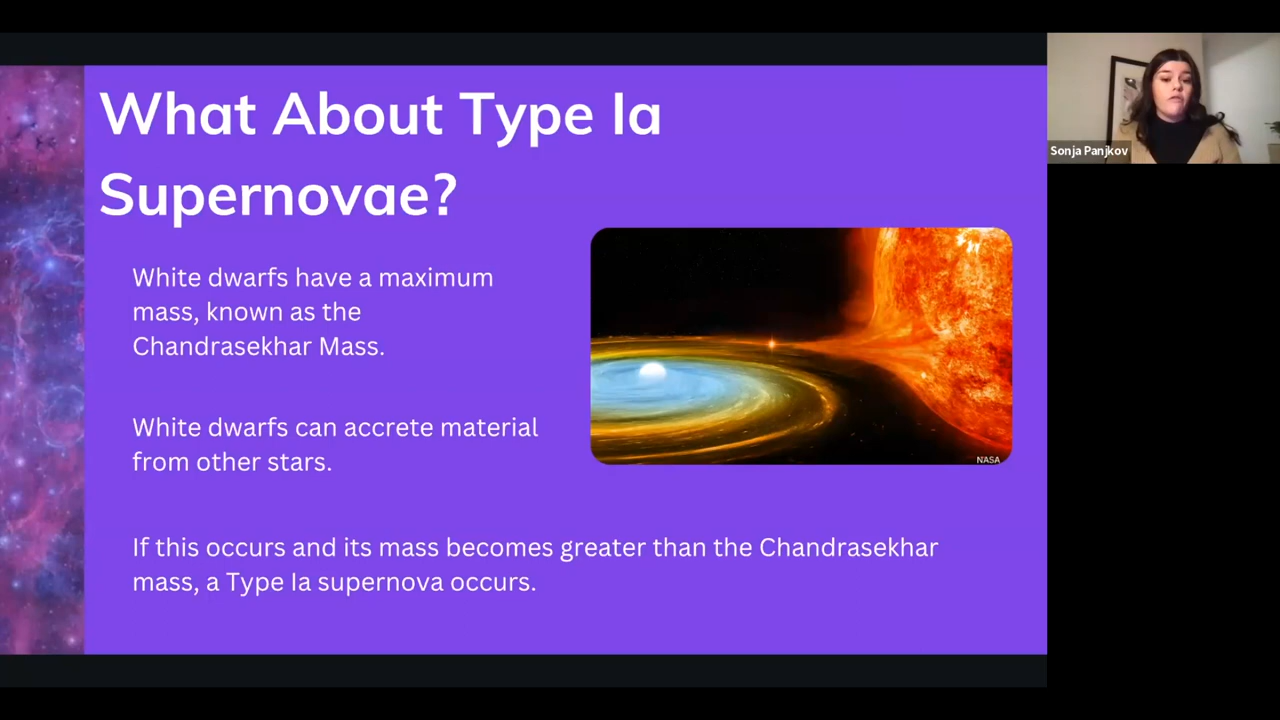 What About Type Ia
Supernovae?
White dwarfs have a maximum
mass, known as the
Chandrasekhar Mass.
White dwarfs can accrete material
from other stars.
NASA
If this occurs and its mass becomes greater than the Chandrasekhar
mass, a Type Ia supernova occurs.
Sonja Panjkov